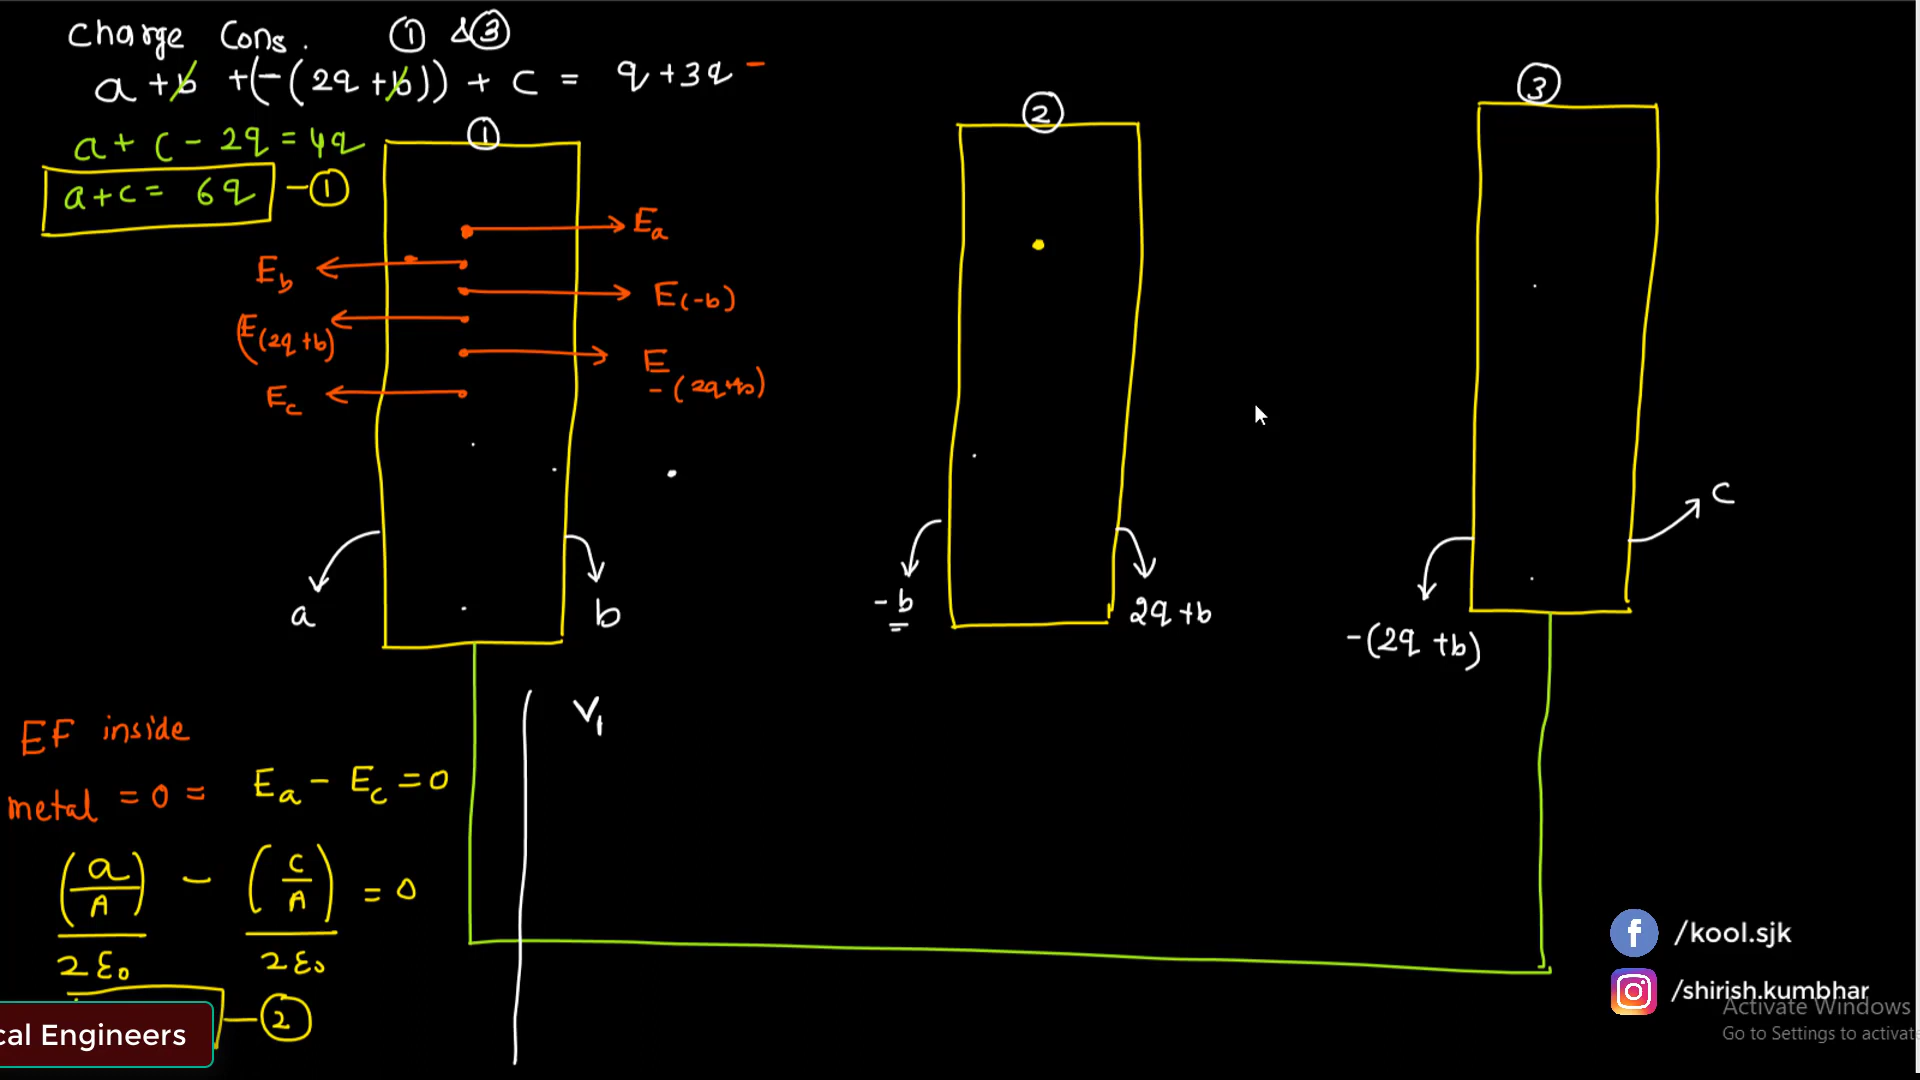 Charge Cons. ① & ③
a + b + (-(2q + b)) + c = q + 3q -
a + c - 2q = 4q
a + c = 6q - ①
①
②
③
Ea
Eb
E(-b)
E(2q + b)
E-(2q+b)
Ec
a
b
-b
2q + b
-(2q + b)
c
V1
EF inside
metal = 0 = Ea - Ec = 0
(a/A)/2ε0 - (c/A)/2ε0 = 0
- ②
cal Engineers
/kool.sjk
/shirish.kumbhar
Activate Windows
Go to Settings to activat